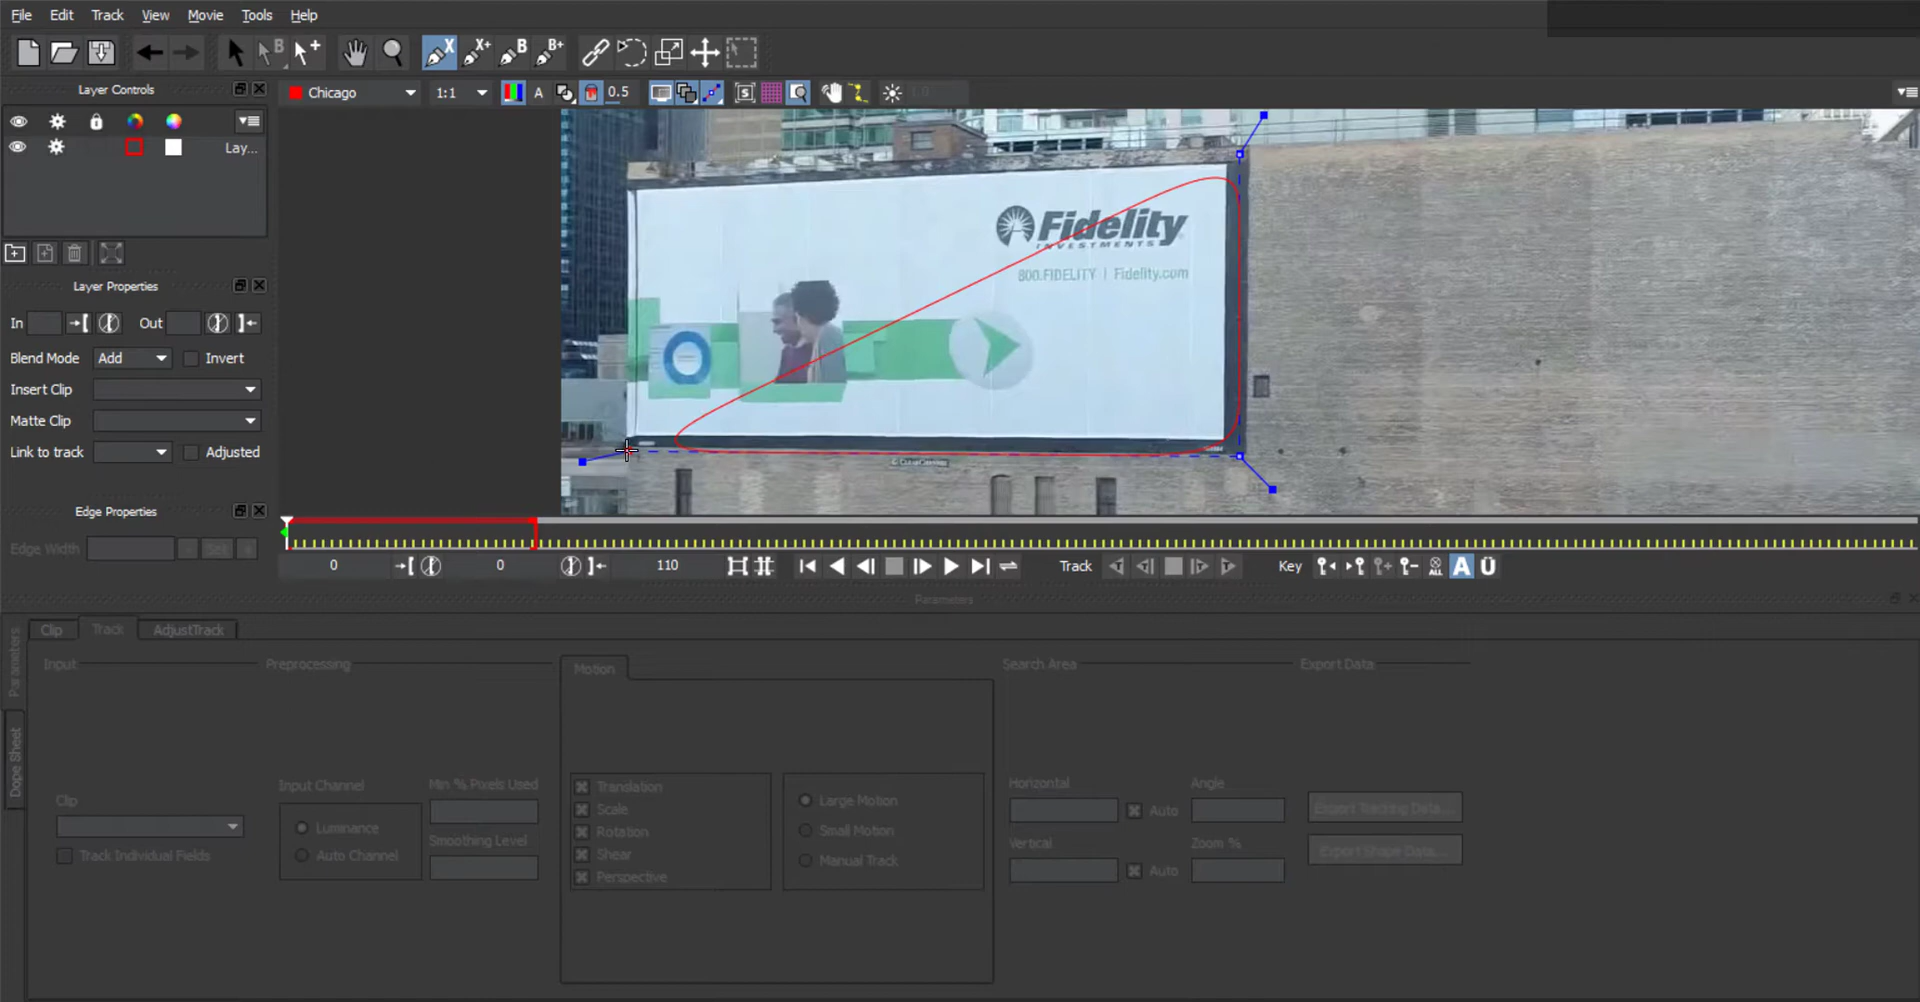 File Edit Track View Movie Tools Help
X X+ B B+
Layer Controls
Chicago 1:1 A 0.5 1.0
Lay...
Layer Properties
In Out
Blend Mode Add Invert
Insert Clip
Matte Clip
Link to track Adjusted
Edge Properties
Edge Width Set
Fidelity
INVESTMENTS
800.FIDELITY | Fidelity.com
0 0 110 Track Key ALL A Ü
Parameters
Parameters
Dope Sheet
Clip Track AdjustTrack
Input
Clip
Track Individual Fields
Preprocessing
Input Channel
Luminance
Auto Channel
Min % Pixels Used
Smoothing Level
Motion
Translation
Scale
Rotation
Shear
Perspective
Large Motion
Small Motion
Manual Track
Search Area
Horizontal Auto
Angle
Vertical Auto
Zoom %
Export Data
Export Tracking Data...
Export Shape Data...